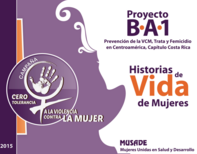 Proyecto
B·A·1
Prevención de la VCM, Trata y Femicidio
en Centroamérica, Capítulo Costa Rica
CAMPAÑA
CERO
TOLERANCIA
A LA VIOLENCIA
CONTRA LA MUJER
Historias
de
Vida
de Mujeres
2015
MUSADE
Mujeres Unidas en Salud y Desarrollo